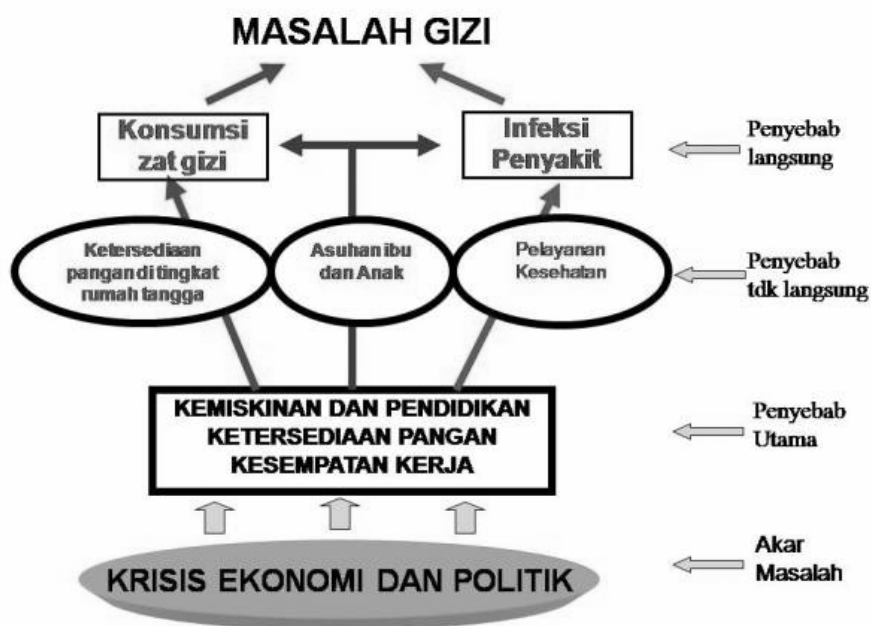 MASALAH GIZI
Konsumsi
zat gizi
Infeksi
Penyakit
Penyebab
langsung
Ketersediaan
pangan di tingkat
rumah tangga
Asuhan ibu
dan Anak
Pelayanan
Kesehatan
Penyebab
tdk langsung
KEMISKINAN DAN PENDIDIKAN
KETERSEDIAAN PANGAN
KESEMPATAN KERJA
Penyebab
Utama
KRISIS EKONOMI DAN POLITIK
Akar
Masalah